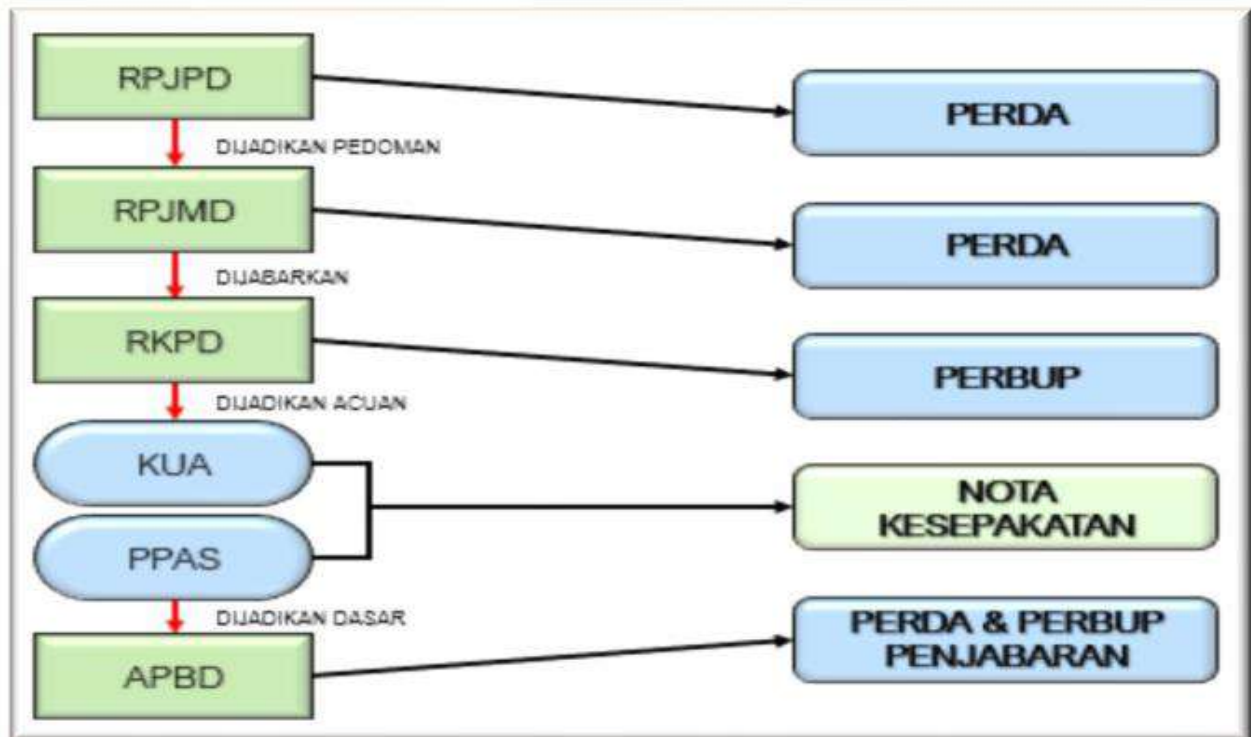 RPJPD
PERDA
DIJADIKAN PEDOMAN
RPJMD
PERDA
DIJABARKAN
RKPD
PERBUP
DIJADIKAN ACUAN
KUA
NOTA
KESEPAKATAN
PPAS
DIJADIKAN DASAR
APBD
PERDA & PERBUP
PENJABARAN